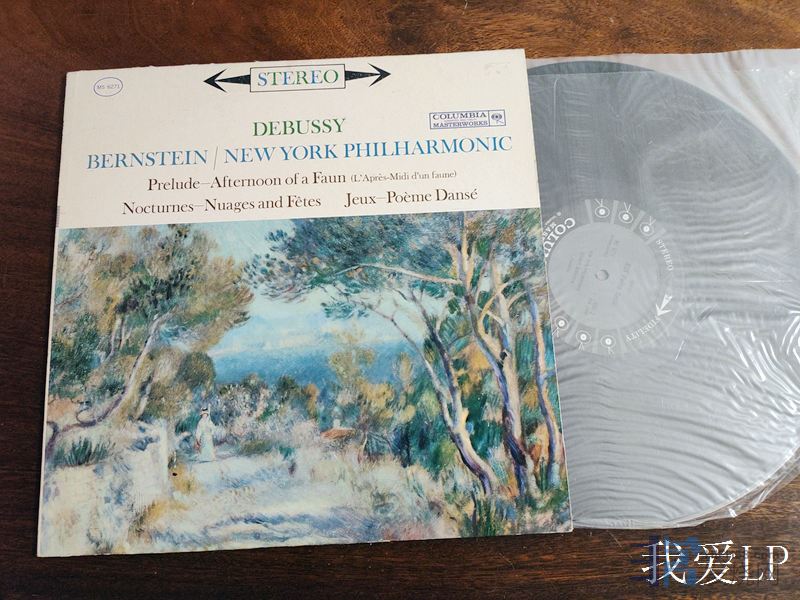 MS 6271
STEREO
DEBUSSY
COLUMBIA
MASTERWORKS
BERNSTEIN / NEW YORK PHILHARMONIC
Prelude—Afternoon of a Faun (L'Après-Midi d'un faune)
Nocturnes—Nuages and Fêtes Jeux—Poème Dansé
STEREO
FIDELITY
我爱LP